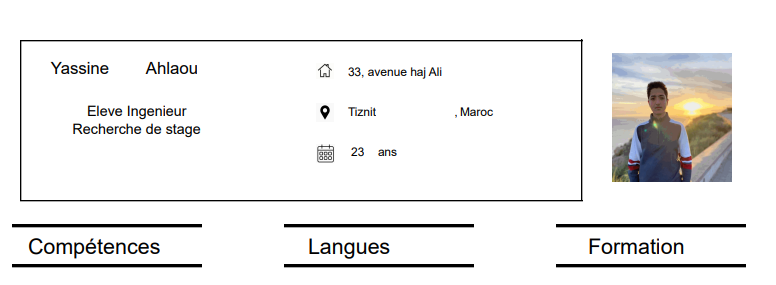 Yassine Ahlaou
Eleve Ingenieur
Recherche de stage
33, avenue haj Ali
Tiznit , Maroc
23 ans
Compétences
Langues
Formation